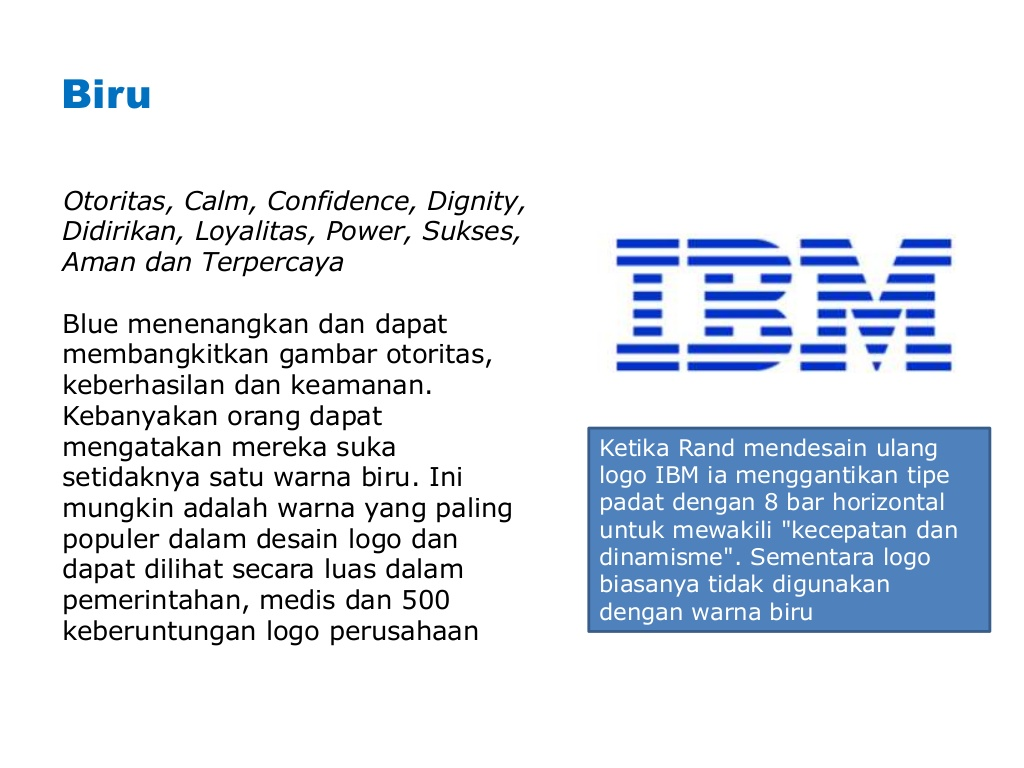 Biru
Otoritas, Calm, Confidence, Dignity,
Didirikan, Loyalitas, Power, Sukses,
Aman dan Terpercaya
Blue menenangkan dan dapat
membangkitkan gambar otoritas,
keberhasilan dan keamanan.
Kebanyakan orang dapat
mengatakan mereka suka
setidaknya satu warna biru. Ini
mungkin adalah warna yang paling
populer dalam desain logo dan
dapat dilihat secara luas dalam
pemerintahan, medis dan 500
keberuntungan logo perusahaan
IBM
Ketika Rand mendesain ulang
logo IBM ia menggantikan tipe
padat dengan 8 bar horizontal
untuk mewakili "kecepatan dan
dinamisme". Sementara logo
biasanya tidak digunakan
dengan warna biru